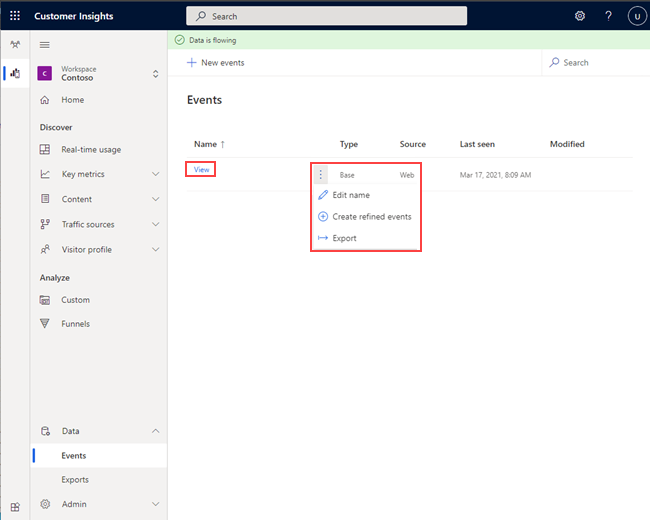 Customer Insights
Search
U
Data is flowing
C
Workspace
Contoso
New events
Search
Home
Events
Discover
Real-time usage
Key metrics
Content
Traffic sources
Visitor profile
Name ↑ Type Source Last seen Modified
View Base Web Mar 17, 2021, 8:09 AM
Edit name
Create refined events
Export
Analyze
Custom
Funnels
Data
Events
Exports
Admin